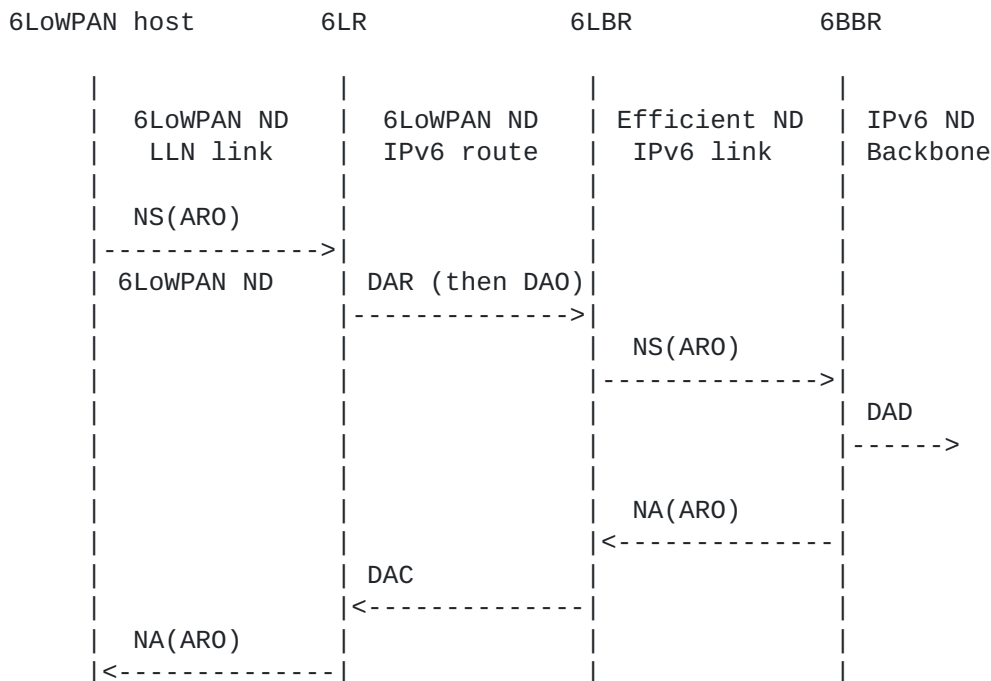 6LoWPAN host 6LR 6LBR 6BBR
6LoWPAN ND 6LoWPAN ND Efficient ND IPv6 ND
LLN link IPv6 route IPv6 link Backbone
NS(ARO)
6LoWPAN ND DAR (then DAO)
NS(ARO)
DAD
NA(ARO)
DAC
NA(ARO)